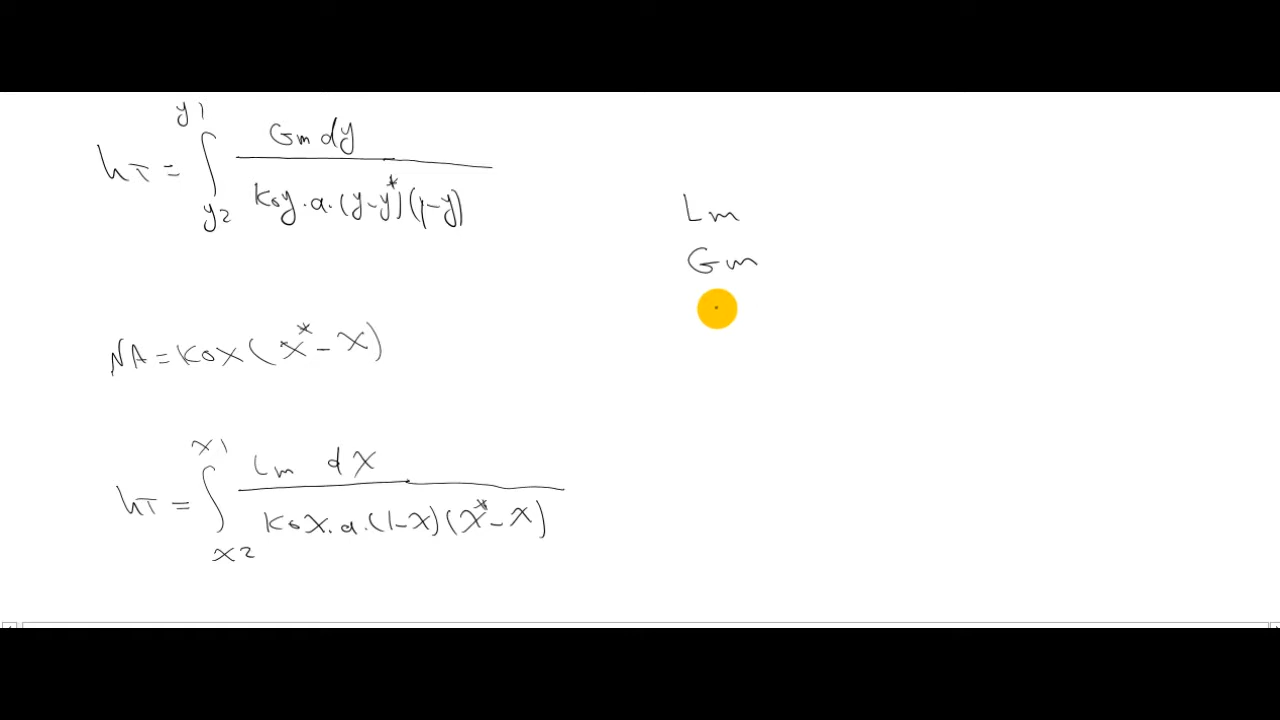 hT = ∫ y1 y2 Gm dy / Koy.a.(y-y*)(1-y)
Lm
Gm
NA = Kox(x*-x)
hT = ∫ x1 x2 Lm dx / Kox.a.(1-x)(x*-x)